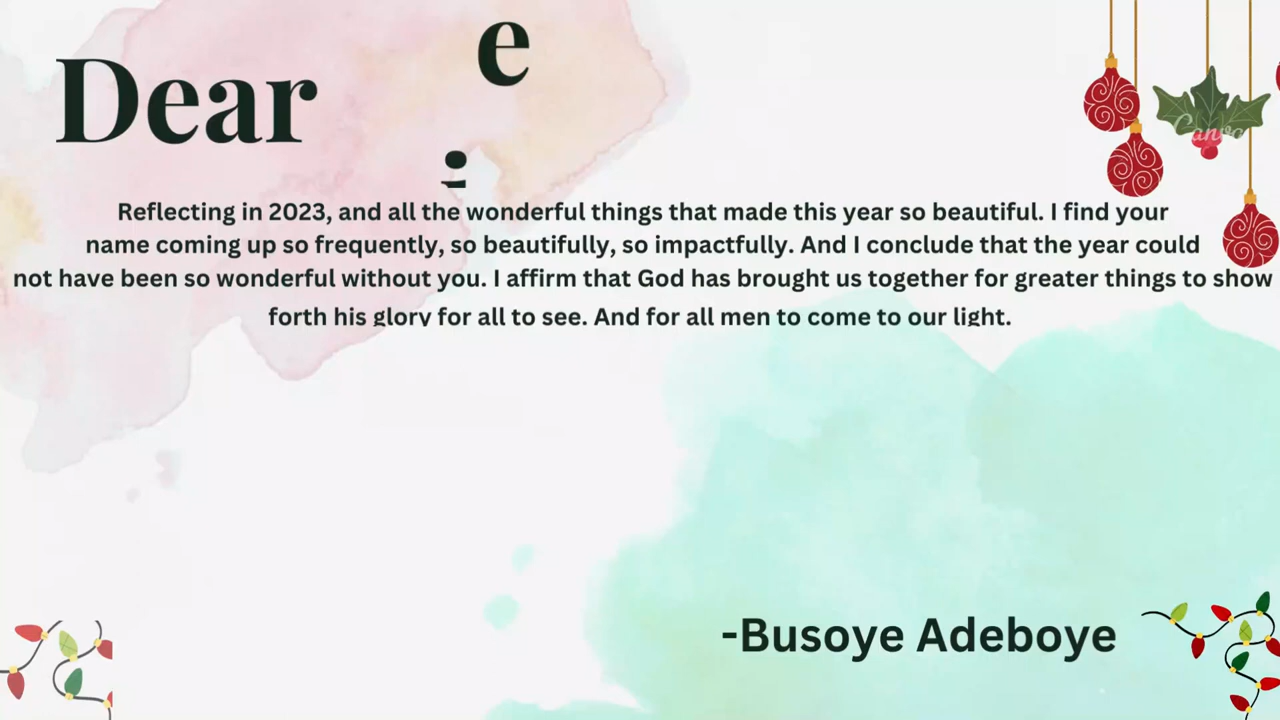 Dear
e
Reflecting in 2023, and all the wonderful things that made this year so beautiful. I find your
name coming up so frequently, so beautifully, so impactfully. And I conclude that the year could
not have been so wonderful without you. I affirm that God has brought us together for greater things to show
forth his glory for all to see. And for all men to come to our light.
-Busoye Adeboye
Canva